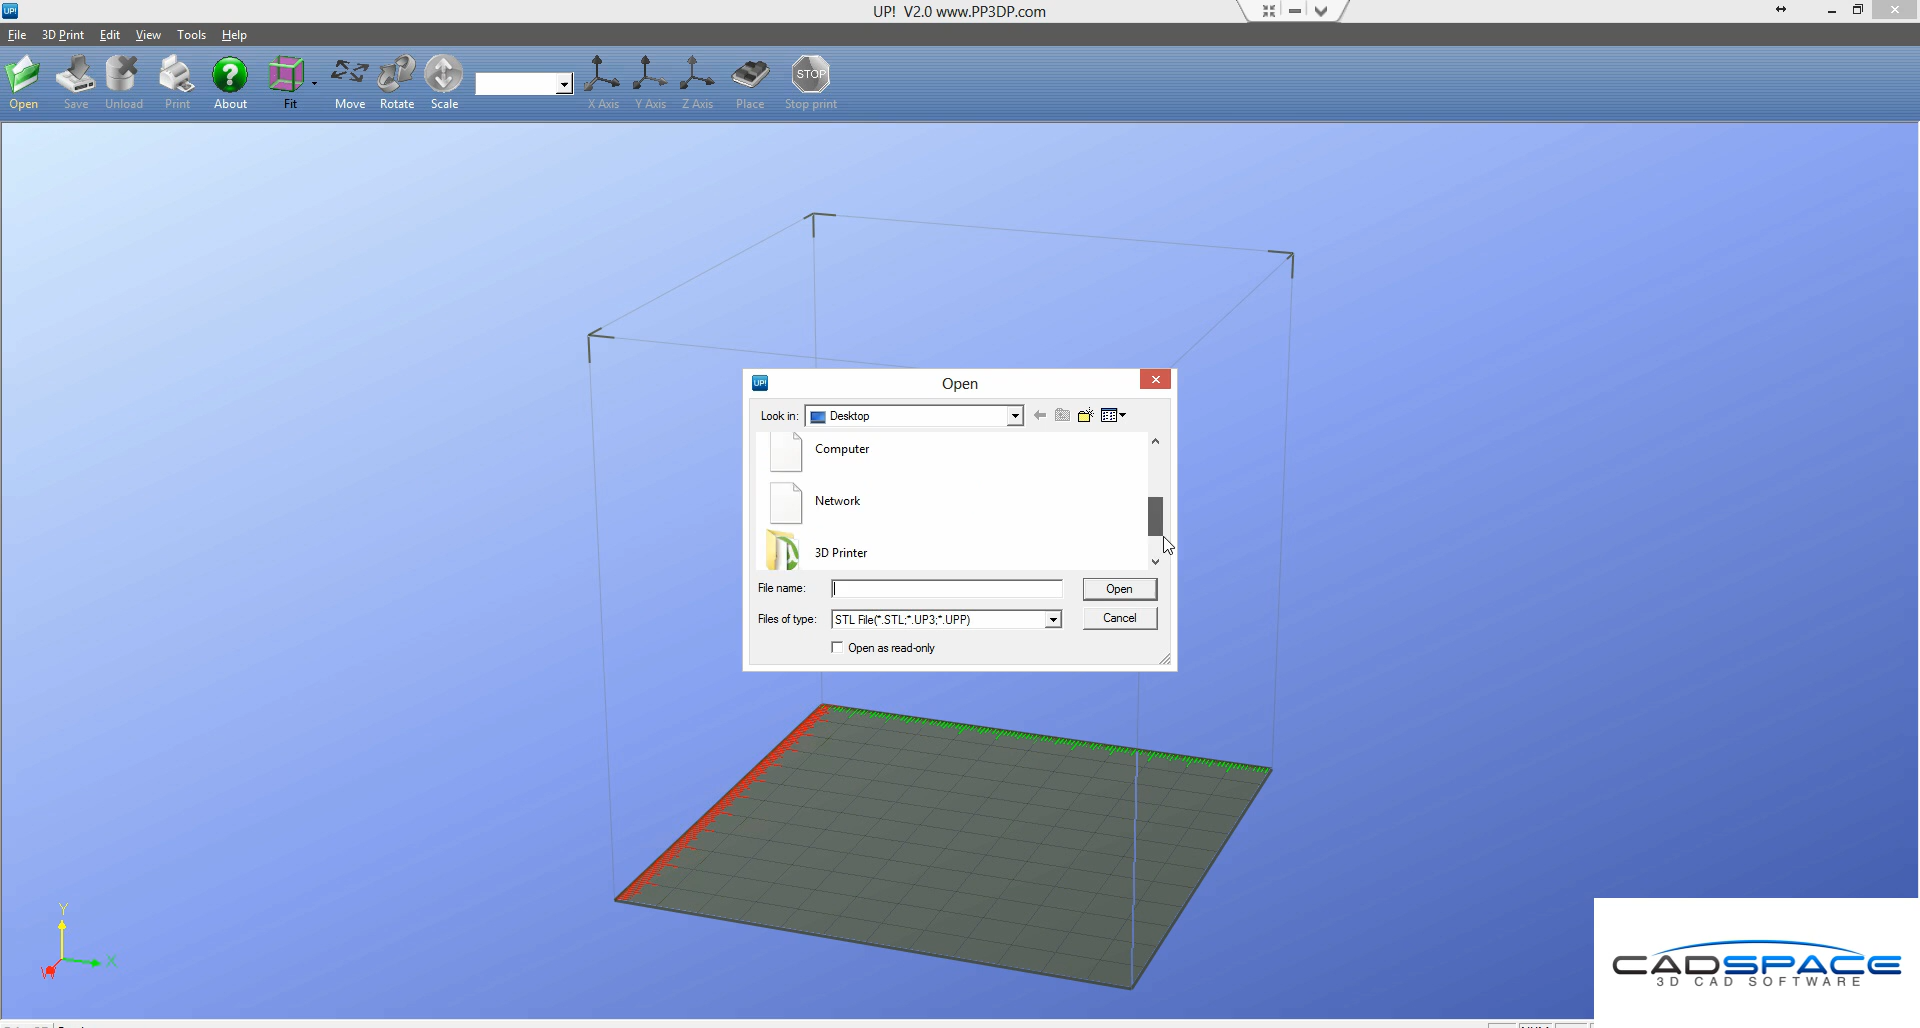 UP!
UP! V2.0 www.PP3DP.com
File 3D Print Edit View Tools Help
STOP
Open Save Unload Print About Fit Move Rotate Scale X Axis Y Axis Z Axis Place Stop print
UP!
Open
Look in: Desktop
Computer
Network
3D Printer
File name: Open
Files of type: STL File(*.STL;*.UP3;*.UPP) Cancel
Open as read-only
Y
X
CADSPACE
3D CAD SOFTWARE